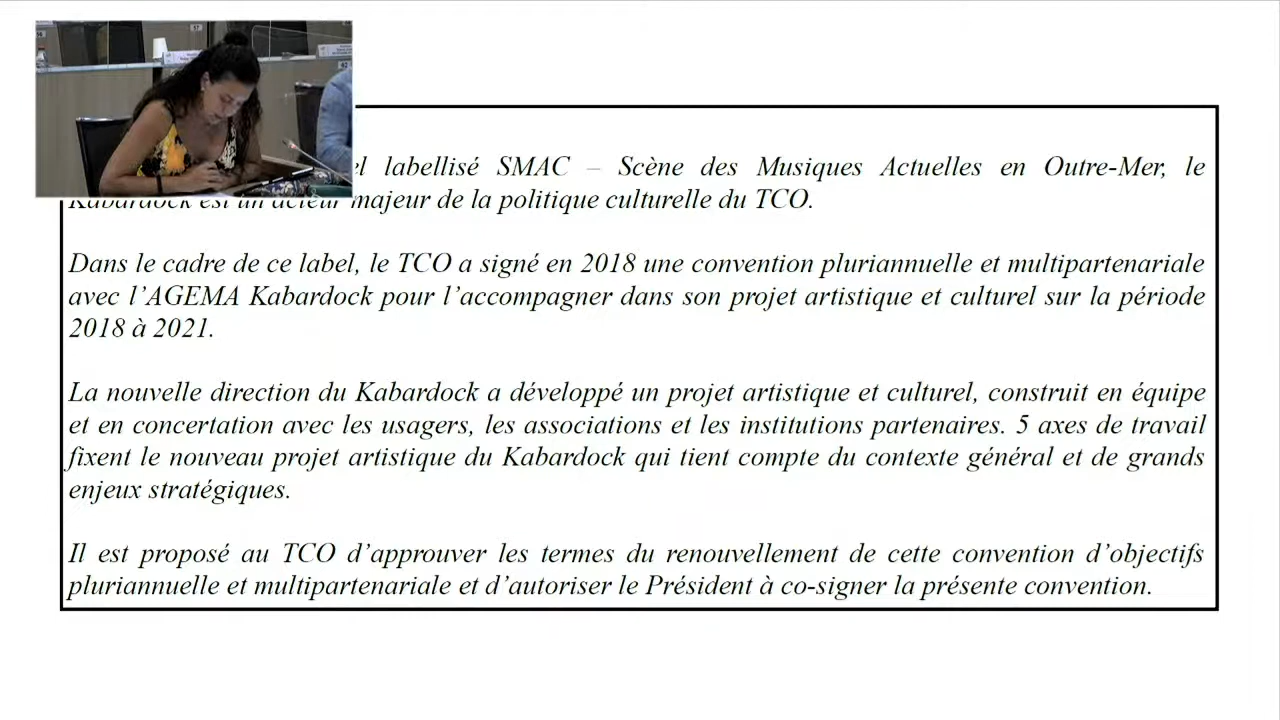 labellisé SMAC – Scène des Musiques Actuelles en Outre-Mer, le
Kabardock est un acteur majeur de la politique culturelle du TCO.
Dans le cadre de ce label, le TCO a signé en 2018 une convention pluriannuelle et multipartenariale
avec l’AGEMA Kabardock pour l’accompagner dans son projet artistique et culturel sur la période
2018 à 2021.
La nouvelle direction du Kabardock a développé un projet artistique et culturel, construit en équipe
et en concertation avec les usagers, les associations et les institutions partenaires. 5 axes de travail
fixent le nouveau projet artistique du Kabardock qui tient compte du contexte général et de grands
enjeux stratégiques.
Il est proposé au TCO d’approuver les termes du renouvellement de cette convention d’objectifs
pluriannuelle et multipartenariale et d’autoriser le Président à co-signer la présente convention.